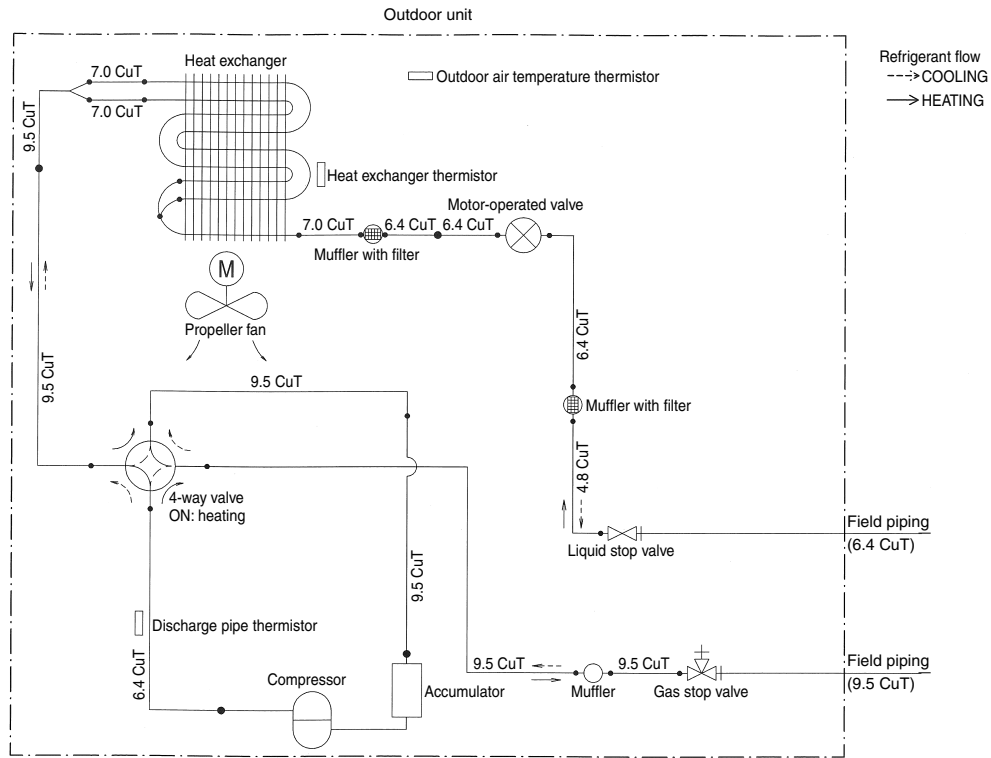 Outdoor unit
Refrigerant flow
COOLING
HEATING
Heat exchanger
Outdoor air temperature thermistor
7.0 CuT
7.0 CuT
9.5 CuT
Heat exchanger thermistor
Motor-operated valve
7.0 CuT
6.4 CuT
6.4 CuT
Muffler with filter
M
Propeller fan
6.4 CuT
9.5 CuT
9.5 CuT
Muffler with filter
4.8 CuT
4-way valve
ON: heating
Field piping
(6.4 CuT)
Liquid stop valve
9.5 CuT
Discharge pipe thermistor
6.4 CuT
Compressor
Accumulator
9.5 CuT
9.5 CuT
Muffler
Gas stop valve
Field piping
(9.5 CuT)